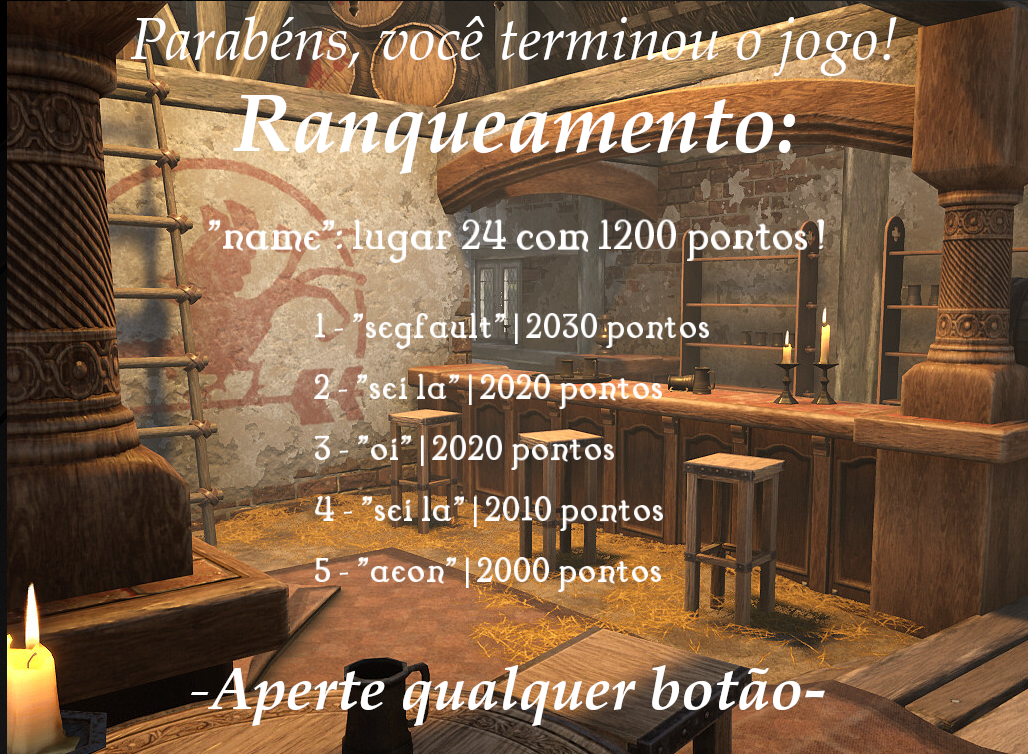 Parabéns, você terminou o jogo!
Ranqueamento:
"name": lugar 24 com 1200 pontos !
1 - "segfault" | 2030 pontos
2 - "sei la" | 2020 pontos
3 - "oi" | 2020 pontos
4 - "sei la" | 2010 pontos
5 - "aeon" | 2000 pontos
-Aperte qualquer botão-